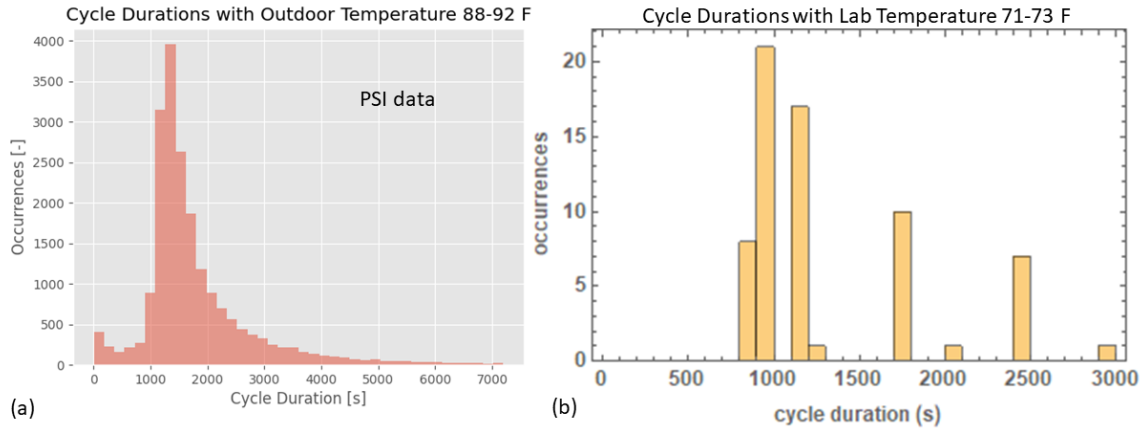 Cycle Durations with Outdoor Temperature 88-92 F
4000
3500
3000
2500
2000
1500
1000
500
0
Occurrences [-]
PSI data
0 1000 2000 3000 4000 5000 6000 7000
Cycle Duration [s]
(a)
Cycle Durations with Lab Temperature 71-73 F
20
15
10
5
0
occurrences
0 500 1000 1500 2000 2500 3000
cycle duration (s)
(b)